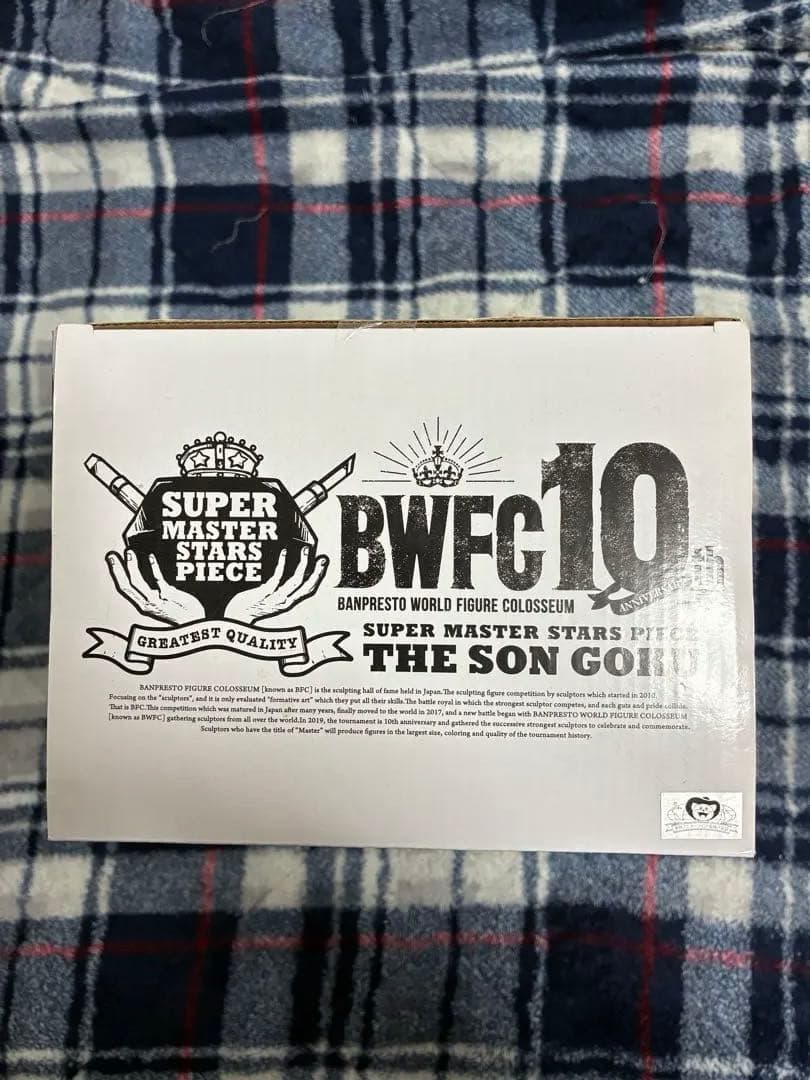 SUPER
MASTER
STARS
PIECE
GREATEST QUALITY
BWFC 10th
ANNIVERSARY
BANPRESTO WORLD FIGURE COLOSSEUM
SUPER MASTER STARS PIECE
THE SON GOKU
BANPRESTO FIGURE COLOSSEUM [known as BFC] is the sculpting hall of fame held in Japan.The sculpting figure competition by sculptors which started in 2010.
Focusing on the "sculptors", and it is only evaluated "formative art" which they put all their skills.The battle royal in which the strongest sculptor competes, and each guts and pride collide.
That is BFC.This competition which was matured in Japan after many years, finally moved to the world in 2017, and a new battle began with BANPRESTO WORLD FIGURE COLOSSEUM
[known as BWFC] gathering sculptors from all over the world.In 2019, the tournament is 10th anniversary and gathered the successive strongest sculptors to celebrate and commemorate.
Sculptors who have the title of "Master" will produce figures in the largest size, coloring and quality of the tournament history.